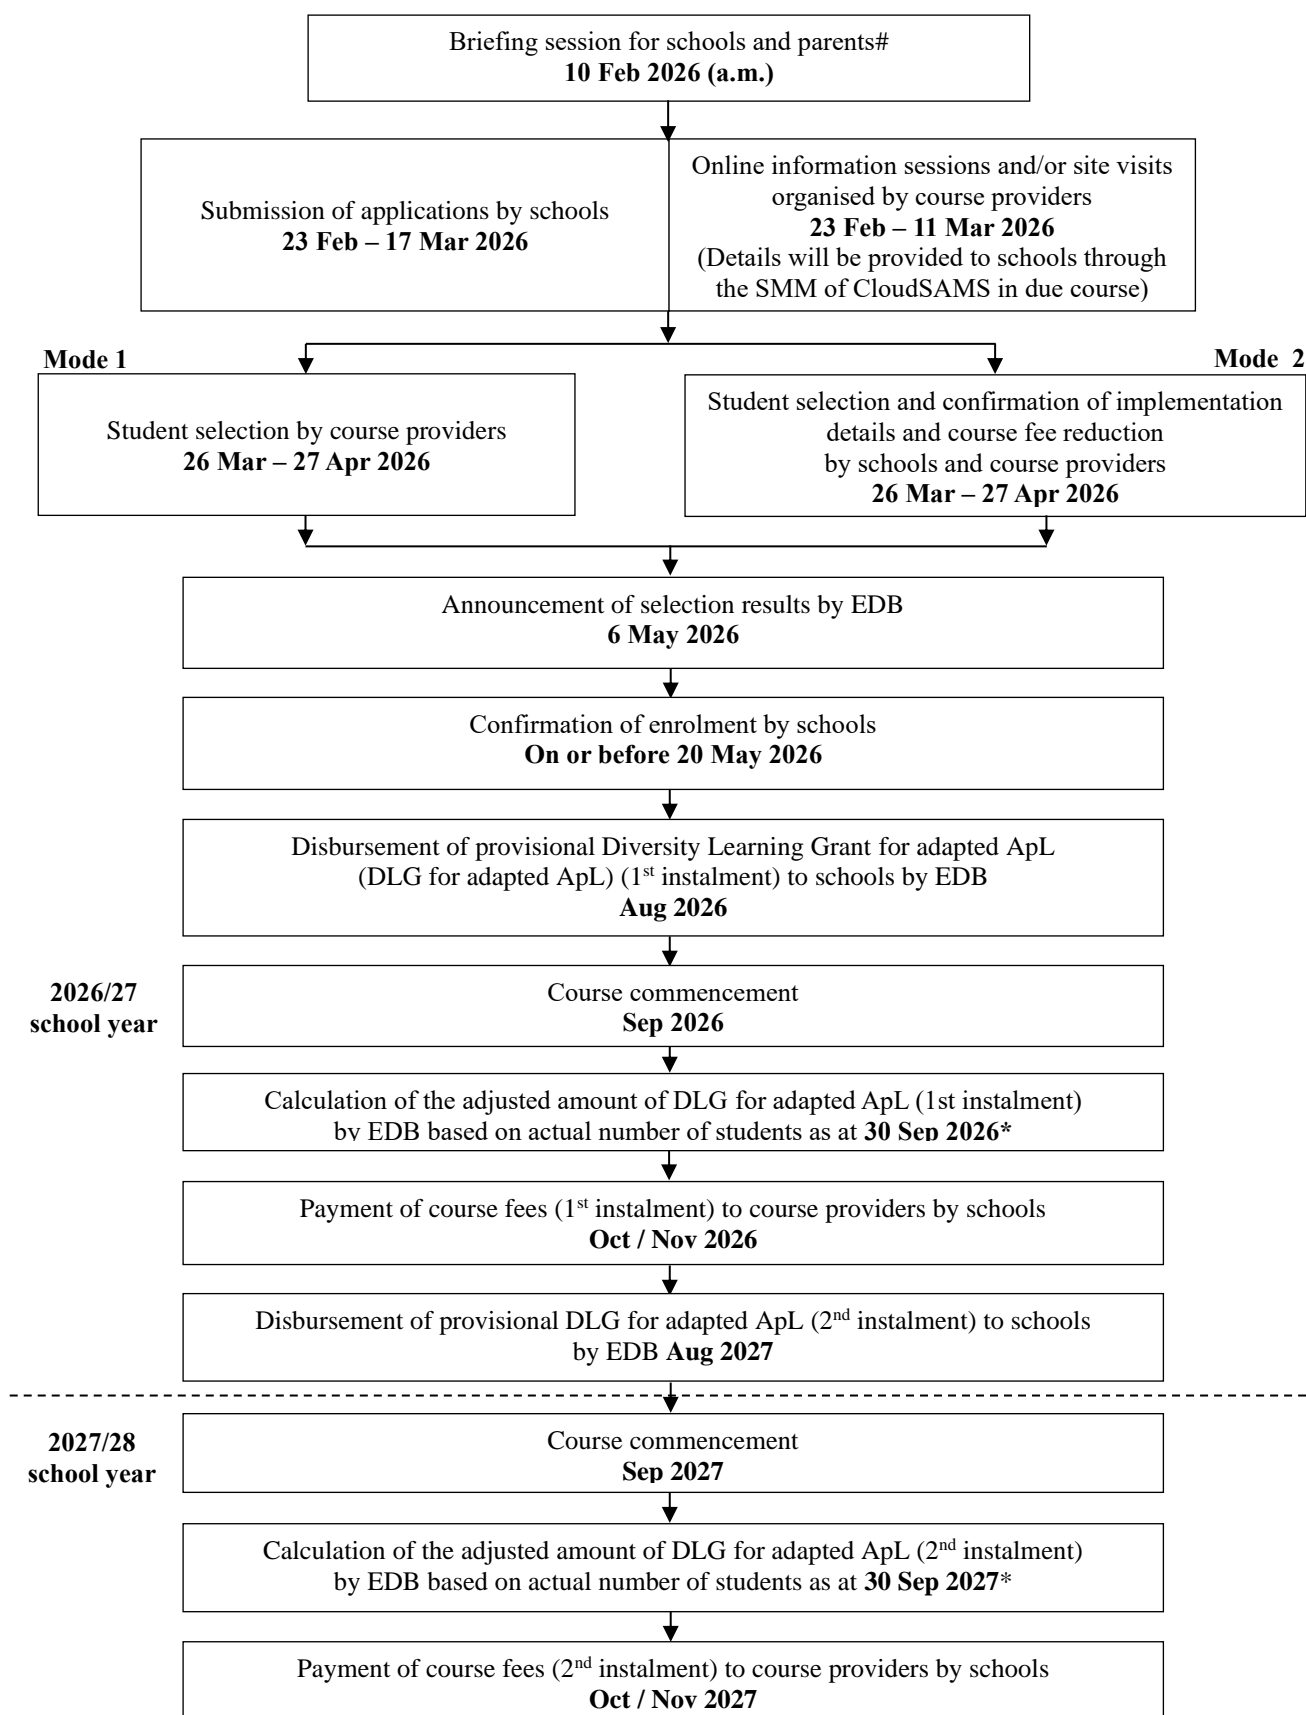 Briefing session for schools and parents#
10 Feb 2026 (a.m.)
Submission of applications by schools
23 Feb – 17 Mar 2026
Online information sessions and/or site visits
organised by course providers
23 Feb – 11 Mar 2026
(Details will be provided to schools through
the SMM of CloudSAMS in due course)
Mode 1
Student selection by course providers
26 Mar – 27 Apr 2026
Mode 2
Student selection and confirmation of implementation
details and course fee reduction
by schools and course providers
26 Mar – 27 Apr 2026
Announcement of selection results by EDB
6 May 2026
Confirmation of enrolment by schools
On or before 20 May 2026
Disbursement of provisional Diversity Learning Grant for adapted ApL
(DLG for adapted ApL) (1st instalment) to schools by EDB
Aug 2026
2026/27
school year
Course commencement
Sep 2026
Calculation of the adjusted amount of DLG for adapted ApL (1st instalment)
by EDB based on actual number of students as at 30 Sep 2026*
Payment of course fees (1st instalment) to course providers by schools
Oct / Nov 2026
Disbursement of provisional DLG for adapted ApL (2nd instalment) to schools
by EDB Aug 2027
2027/28
school year
Course commencement
Sep 2027
Calculation of the adjusted amount of DLG for adapted ApL (2nd instalment)
by EDB based on actual number of students as at 30 Sep 2027*
Payment of course fees (2nd instalment) to course providers by schools
Oct / Nov 2027